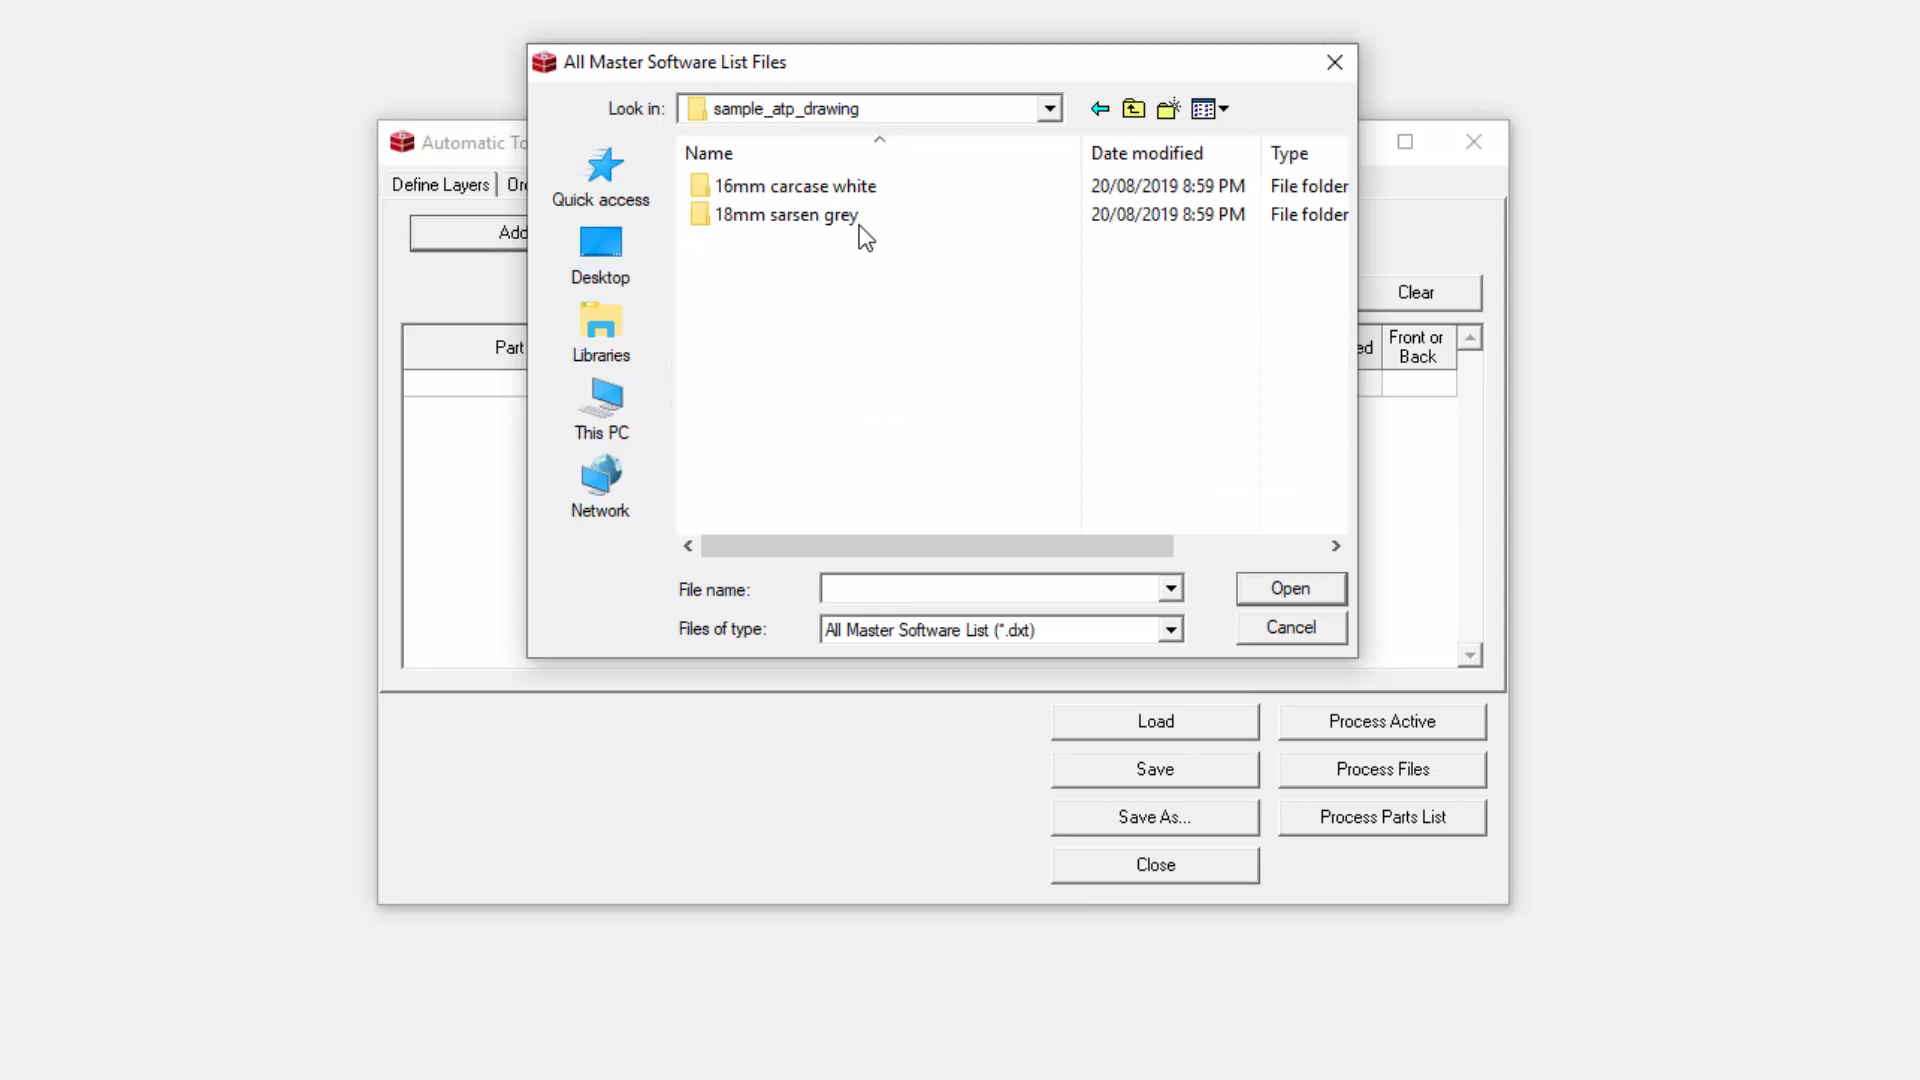 All Master Software List Files
Look in: sample_atp_drawing
Automatic To
Define Layers
Name Date modified Type
16mm carcase white 20/08/2019 8:59 PM File folder
18mm sarsen grey 20/08/2019 8:59 PM File folder
Quick access
Desktop
Libraries
This PC
Network
Add
Clear
Part
Front or
Back
File name:
Open
Files of type: All Master Software List (*.dxt)
Cancel
Load Process Active
Save Process Files
Save As... Process Parts List
Close